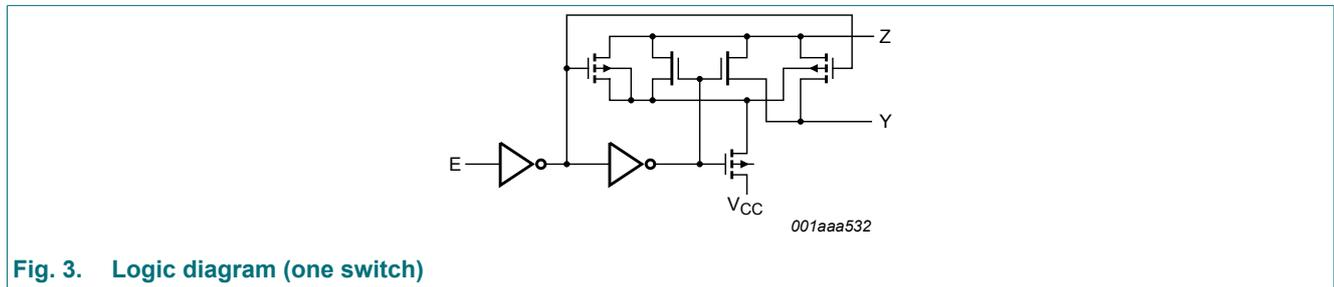 Z
Y
E
VCC
001aaa532
Fig. 3. Logic diagram (one switch)